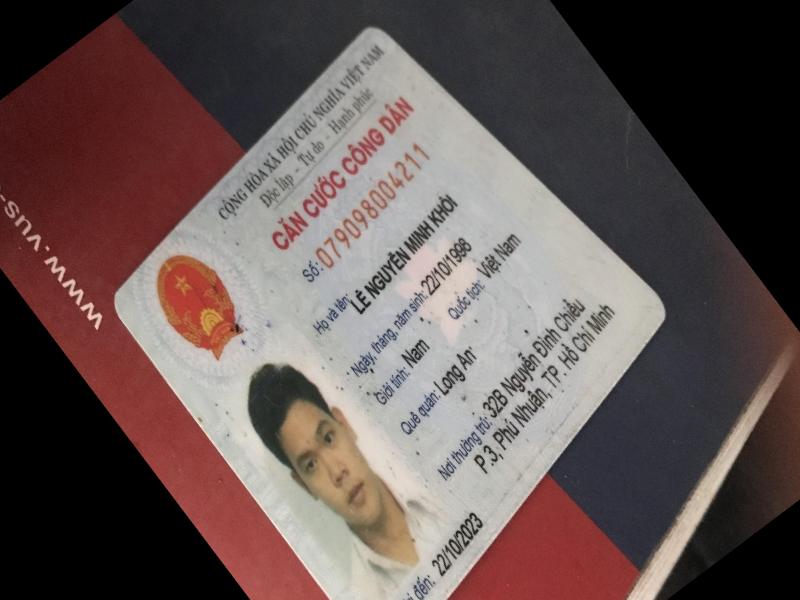 CỘNG HÒA XÃ HỘI CHỦ NGHĨA VIỆT NAM
Độc lập - Tự do - Hạnh phúc
CĂN CƯỚC CÔNG DÂN
Số: 079098004211
Họ và tên:
LÊ NGUYÊN MINH KHÔI
Ngày, tháng, năm sinh: 22/10/1998
Giới tính: Nam Quốc tịch: Việt Nam
Quê quán: Long An
Nơi thường trú: 32B Nguyễn Đình Chiểu
P.3, Phú Nhuận, TP. Hồ Chí Minh
đến: 22/10/2023
www.vus-